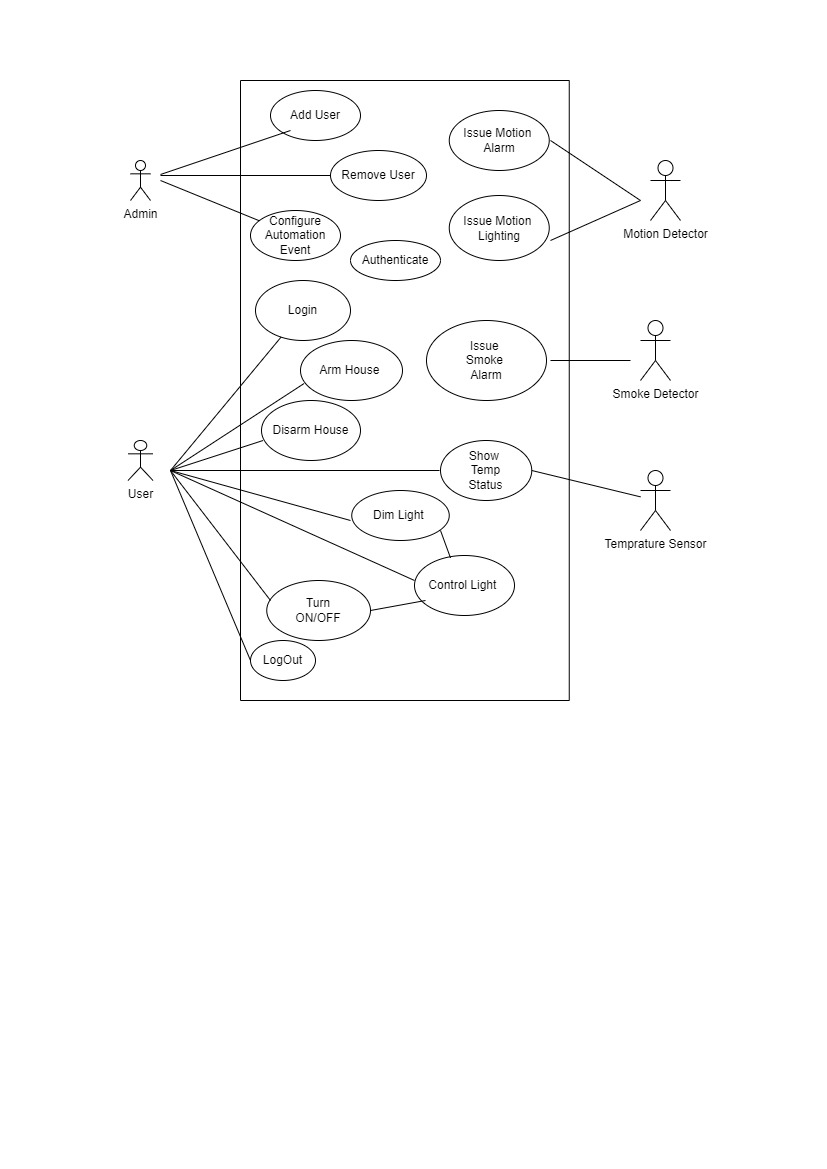 Add User
Issue Motion
Alarm
Remove User
Admin
Configure
Automation
Event
Issue Motion
Lighting
Motion Detector
Authenticate
Login
Issue
Smoke
Alarm
Arm House
Smoke Detector
Disarm House
Show
Temp
Status
User
Dim Light
Temprature Sensor
Control Light
Turn
ON/OFF
LogOut